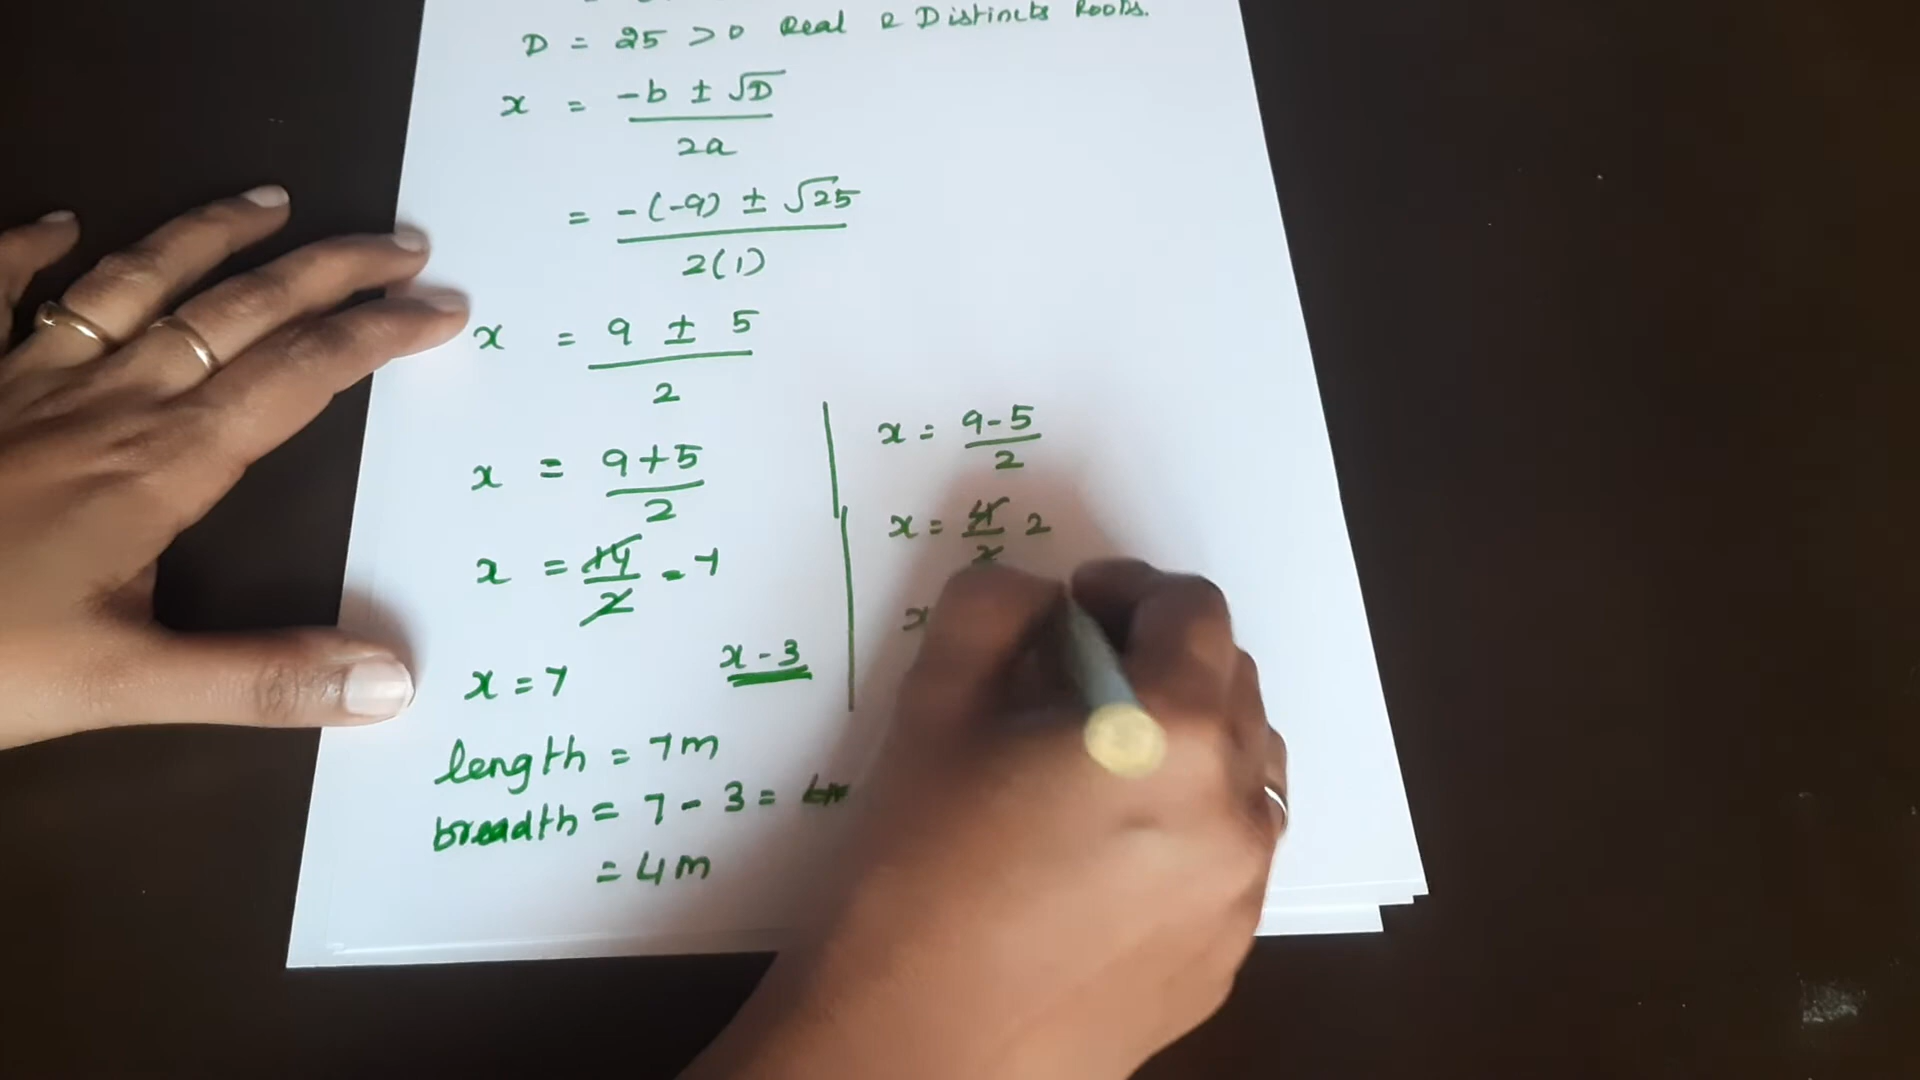 D = 25 > 0 Real & Distincts Roots.
x = -b ± √D / 2a
= -(-9) ± √25 / 2(1)
x = 9 ± 5 / 2
x = 9+5 / 2
x = 14 / 2 = 7
x = 7
x - 3
x = 9-5 / 2
x = 4 / 2 2
x
length = 7m
breadth = 7 - 3 =
= 4m